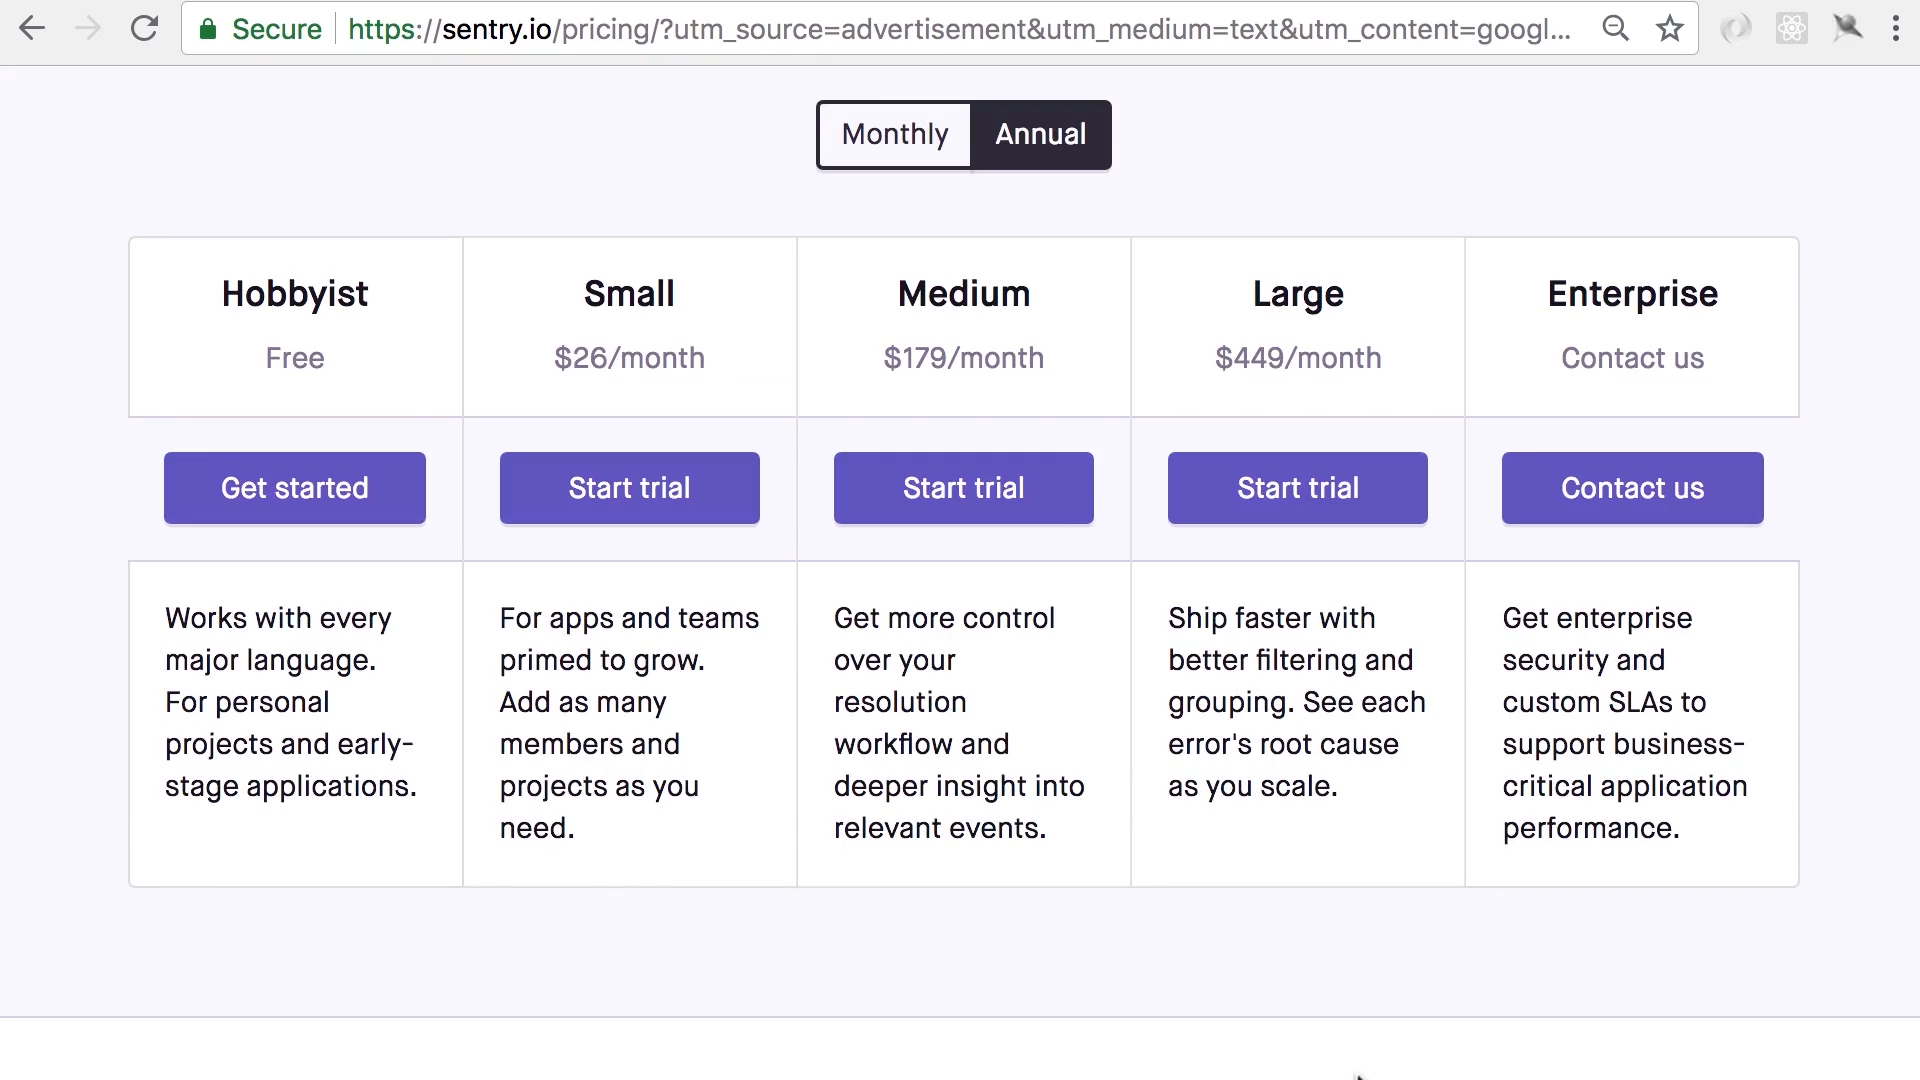 Secure https://sentry.io/pricing/?utm_source=advertisement&utm_medium=text&utm_content=googl...
Monthly Annual
Hobbyist
Free
Get started
Works with every
major language.
For personal
projects and early-
stage applications.
Small
$26/month
Start trial
For apps and teams
primed to grow.
Add as many
members and
projects as you
need.
Medium
$179/month
Start trial
Get more control
over your
resolution
workflow and
deeper insight into
relevant events.
Large
$449/month
Start trial
Ship faster with
better filtering and
grouping. See each
error's root cause
as you scale.
Enterprise
Contact us
Contact us
Get enterprise
security and
custom SLAs to
support business-
critical application
performance.